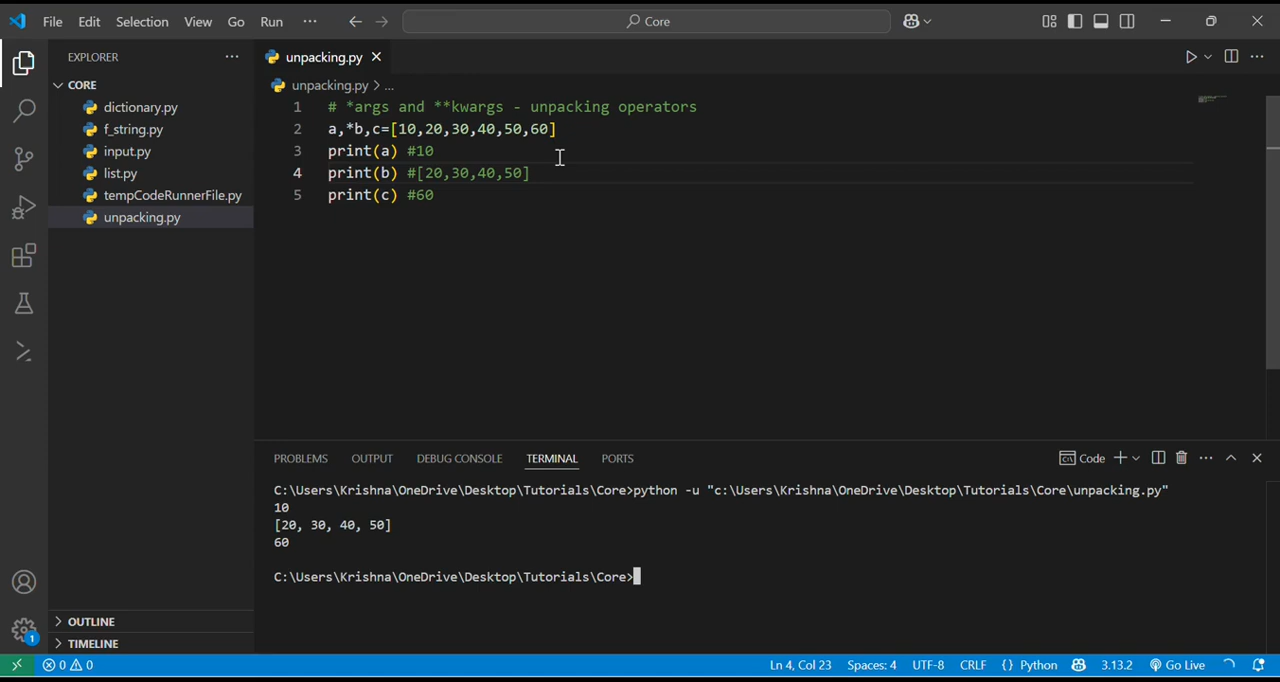 File Edit Selection View Go Run ··· Core
EXPLORER ···
CORE
dictionary.py
f_string.py
input.py
list.py
tempCodeRunnerFile.py
unpacking.py
OUTLINE
TIMELINE
unpacking.py
unpacking.py > ...
1 # *args and **kwargs - unpacking operators
2 a,*b,c=[10,20,30,40,50,60]
3 print(a) #10
4 print(b) #[20,30,40,50]
5 print(c) #60
PROBLEMS OUTPUT DEBUG CONSOLE TERMINAL PORTS Code
C:\Users\Krishna\OneDrive\Desktop\Tutorials\Core>python -u "c:\Users\Krishna\OneDrive\Desktop\Tutorials\Core\unpacking.py"
10
[20, 30, 40, 50]
60
C:\Users\Krishna\OneDrive\Desktop\Tutorials\Core>
1
0 0 Ln 4, Col 23 Spaces: 4 UTF-8 CRLF {} Python 3.13.2 Go Live